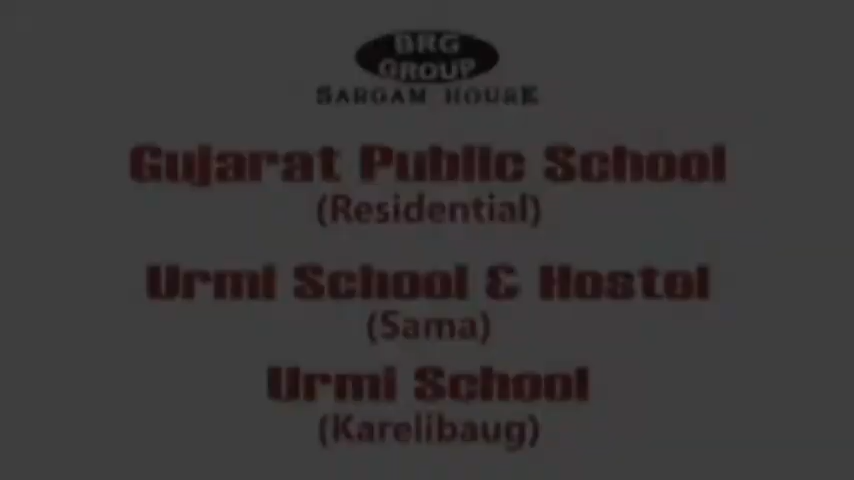 BRG
GROUP
SARGAM HOUSE
Gujarat Public School
(Residential)
Urmi School & Hostel
(Sama)
Urmi School
(Karelibaug)